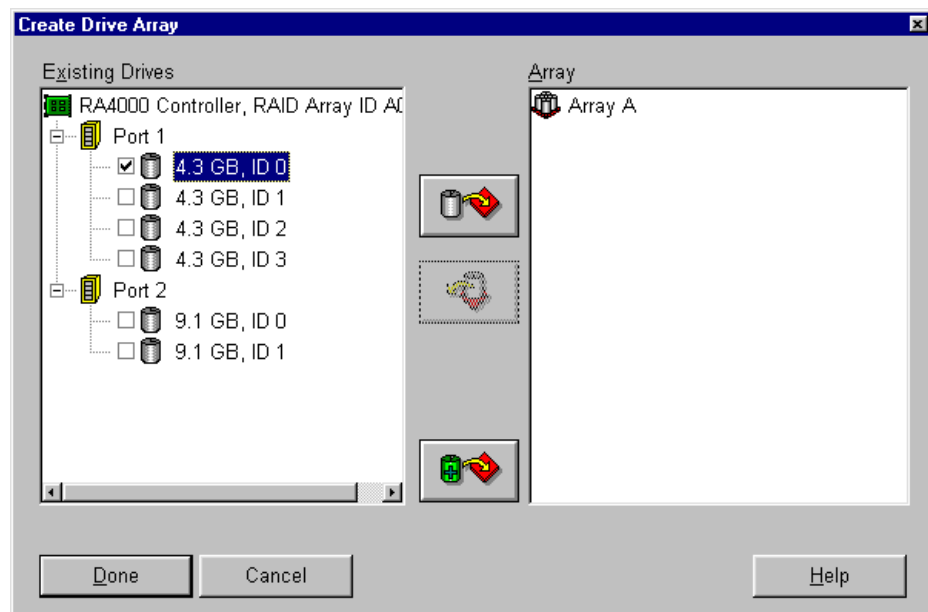 Create Drive Array
Existing Drives
RA4000 Controller, RAID Array ID A0
Port 1
4.3 GB, ID 0
4.3 GB, ID 1
4.3 GB, ID 2
4.3 GB, ID 3
Port 2
9.1 GB, ID 0
9.1 GB, ID 1
Array
Array A
Done
Cancel
Help